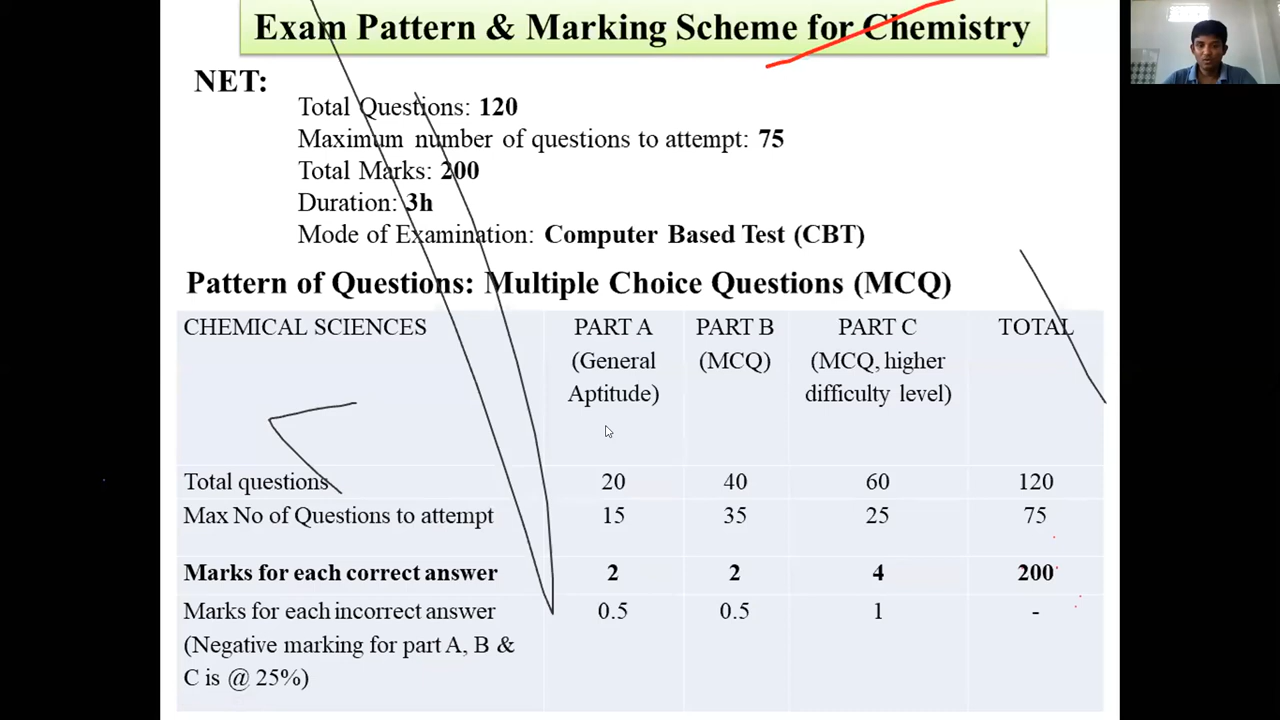 Exam Pattern & Marking Scheme for Chemistry
NET:
Total Questions: 120
Maximum number of questions to attempt: 75
Total Marks: 200
Duration: 3h
Mode of Examination: Computer Based Test (CBT)
Pattern of Questions: Multiple Choice Questions (MCQ)
CHEMICAL SCIENCES PART A PART B PART C TOTAL
(General (MCQ) (MCQ, higher
Aptitude) difficulty level)
Total questions 20 40 60 120
Max No of Questions to attempt 15 35 25 75
Marks for each correct answer 2 2 4 200
Marks for each incorrect answer 0.5 0.5 1 -
(Negative marking for part A, B &
C is @ 25%)